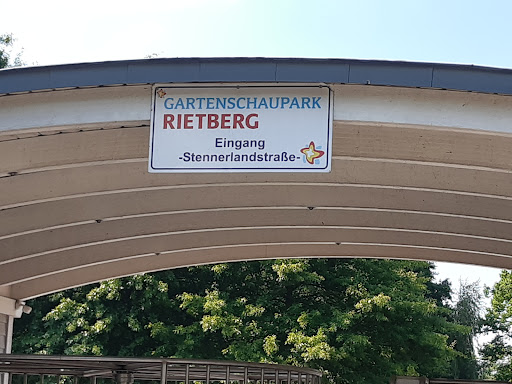 GARTENSCHAUPARK
RIETBERG
Eingang
-Stennerlandstraße-